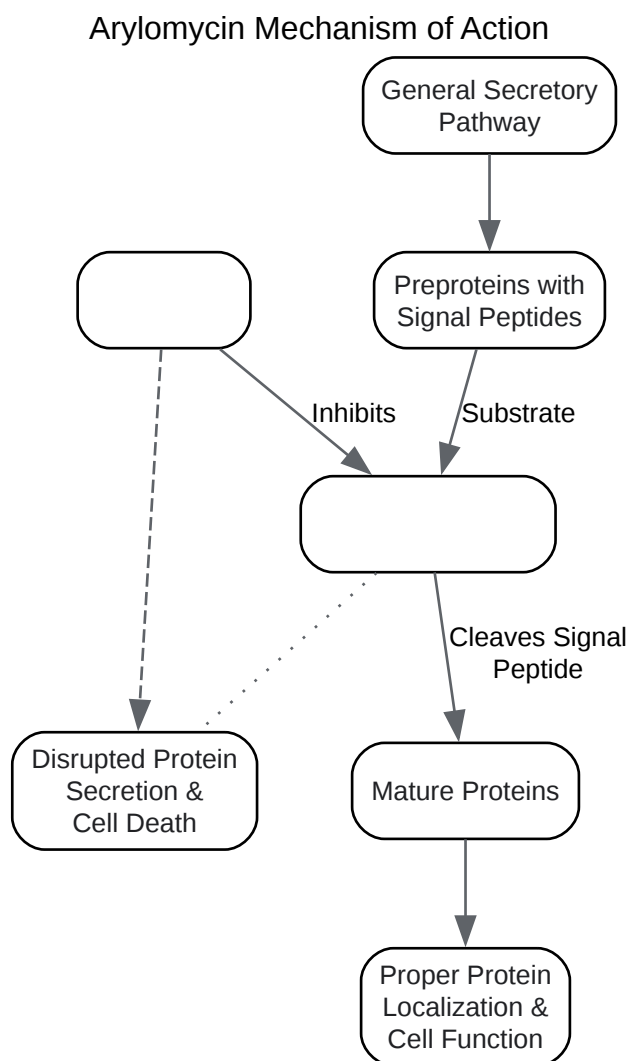 Arylomycin Mechanism of Action
General Secretory
Pathway
Preproteins with
Signal Peptides
Inhibits
Substrate
Cleaves Signal
Peptide
Disrupted Protein
Secretion &
Cell Death
Mature Proteins
Proper Protein
Localization &
Cell Function